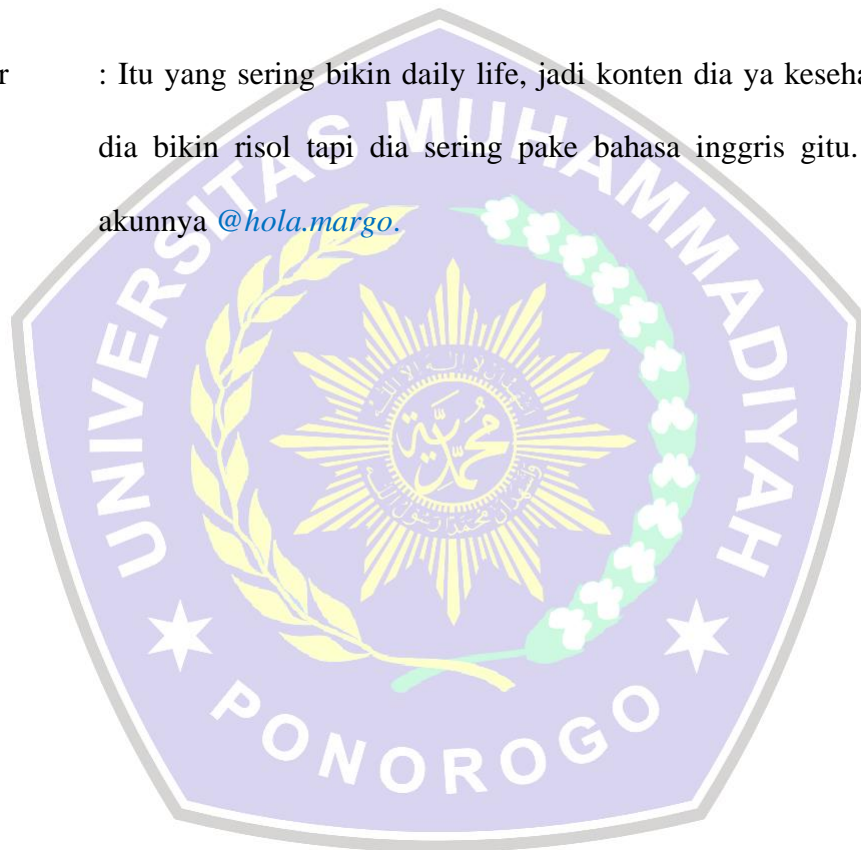 r : Itu yang sering bikin daily life, jadi konten dia ya keseha
dia bikin risol tapi dia sering pake bahasa inggris gitu.
akunnya @hola.margo.
UNIVERSITAS MUHAMMADIYAH
PONOROGO
محمدية